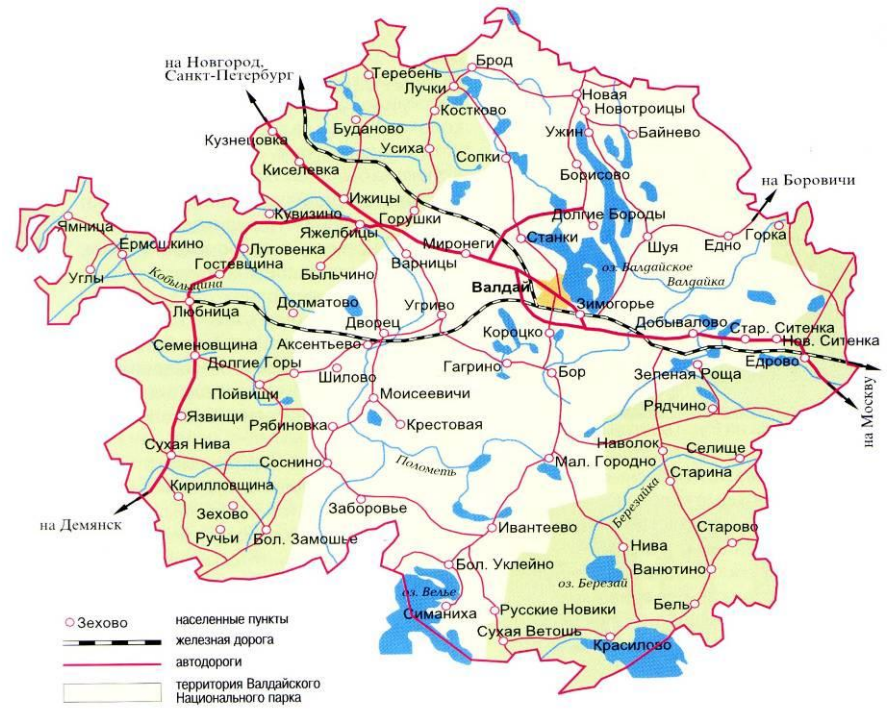 на Новгород,
Санкт-Петербург
Теребень
Брод
Лучки
Новая
Новотроицы
Костково
Буданово
Ужин
Байнево
Кузнецовка
Усиха
Сопки
Киселевка
Борисово
на Боровичи
Ижицы
Кувизино
Горушки
Долгие Бороды
Ямница
Яжелбицы
Миронеги
Станки
Шуя
Едно
Горка
Ёрмошкино
Лутовенка
Варницы
Углы
Гостевщина
Быльчино
оз. Валдайское
Кобыльщина
Валдай
Валдайка
Любница
Долматово
Угриво
Зимогорье
Дворец
Короцко
Добывалово
Стар. Ситенка
Семеновщина
Аксентьево
Нов. Ситенка
Долгие Горы
Гагрино
Едрово
Шилово
Бор
Зеленая Роща
Пойвищи
Моисеевичи
на Москву
Язвищи
Рядчино
Рябиновка
Крестовая
Сухая Нива
Наволок
Селище
Соснино
Полометь
Мал. Городно
Старина
Кирилловщина
Березайка
Зехово
Заборовье
на Демянск
Ручьи
Бол. Замошье
Ивантеево
Старово
Нива
Бол. Уклейно
Ванютино
оз. Велье
оз. Березай
Симаниха
Русские Новики
Бель
Сухая Ветошь
Красилово
Зехово
населенные пункты
железная дорога
автодороги
территория Валдайского
Национального парка